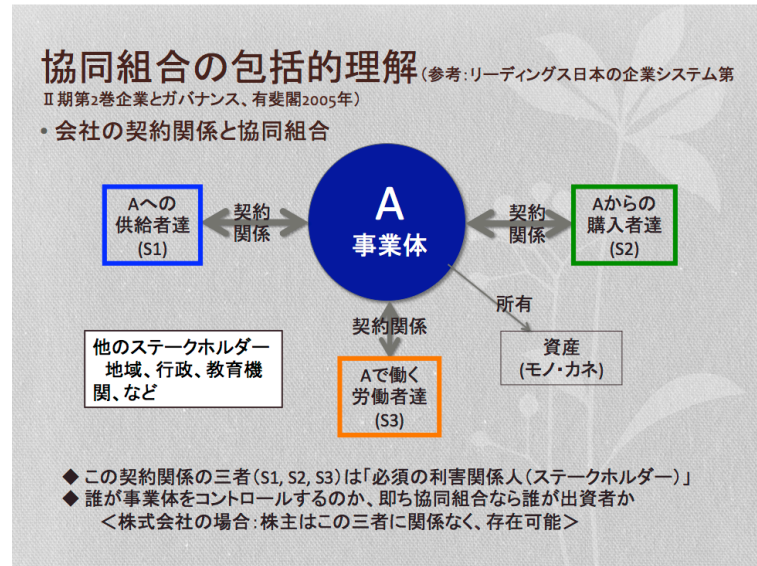 協同組合の包括的理解(参考：リーディングス日本の企業システム第
Ⅱ期第2巻企業とガバナンス、有斐閣2005年)
• 会社の契約関係と協同組合
Aへの
供給者達
(S1)
契約
関係
A
事業体
契約
関係
Aからの
購入者達
(S2)
所有
契約関係
他のステークホルダー
地域、行政、教育機
関、など
Aで働く
労働者達
(S3)
資産
(モノ・カネ)
◆ この契約関係の三者(S1, S2, S3)は「必須の利害関係人(ステークホルダー)」
◆ 誰が事業体をコントロールするのか、即ち協同組合なら誰が出資者か
＜株式会社の場合：株主はこの三者に関係なく、存在可能＞